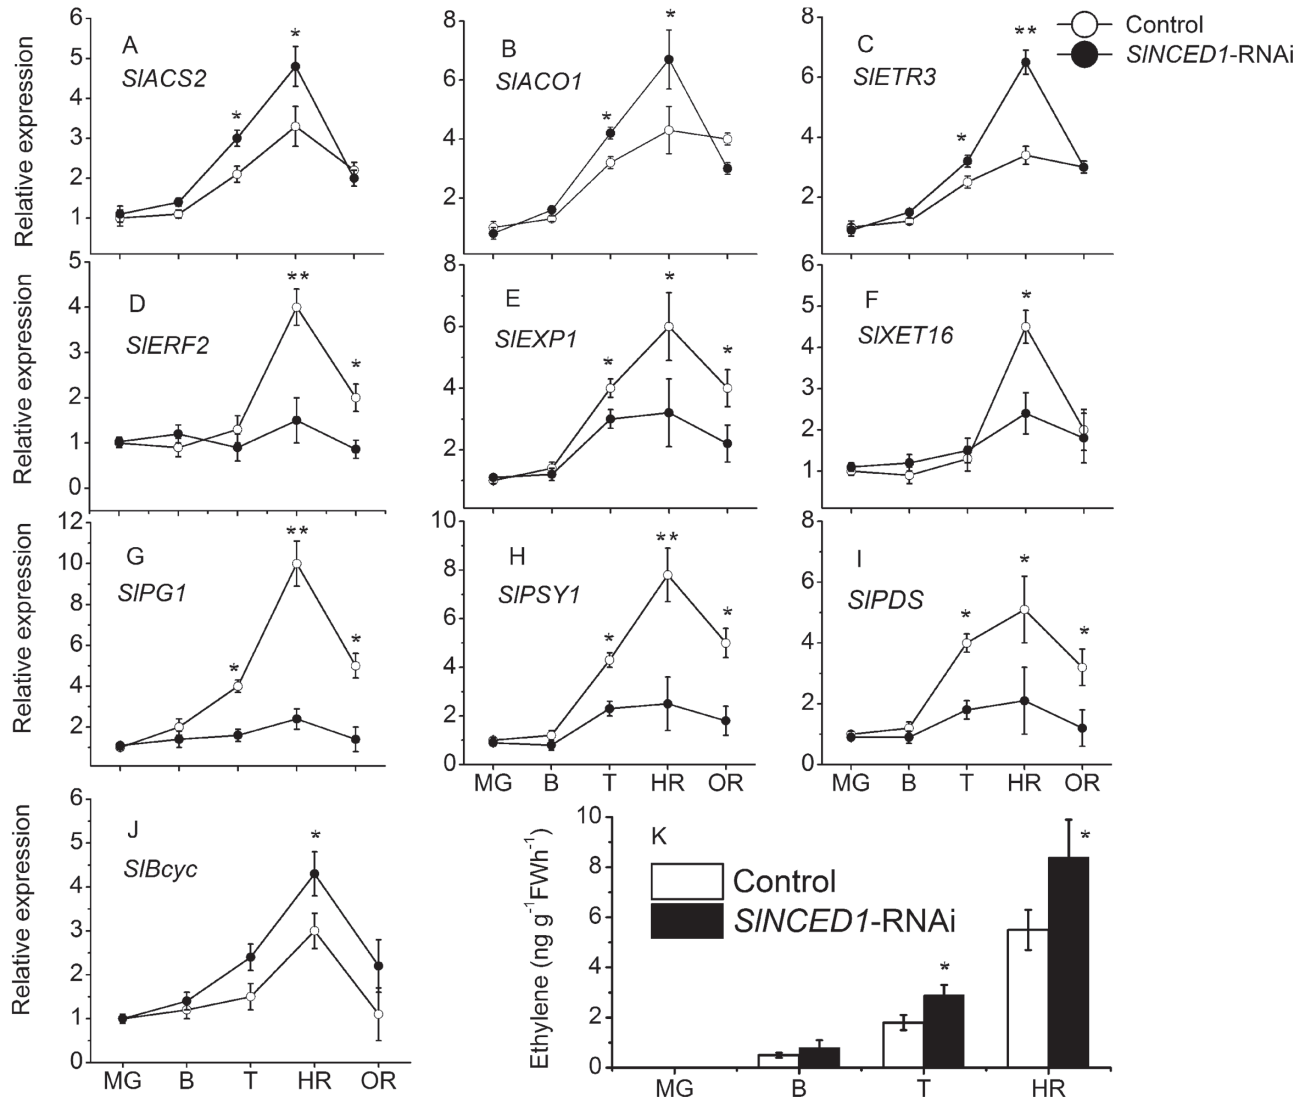 Control
SlNCED1-RNAi
Relative expression
6
5
4
3
2
1
A
SlACS2
*
*
8
6
4
2
B
SlACO1
*
*
8
6
4
2
C
SlETR3
*
**
Relative expression
5
4
3
2
1
0
D
SlERF2
**
*
8
6
4
2
E
SlEXP1
*
*
*
6
5
4
3
2
1
F
SlXET16
*
Relative expression
12
10
8
6
4
2
G
SlPG1
*
**
*
10
8
6
4
2
0
H
SlPSY1
*
**
*
MG B T HR OR
8
6
4
2
0
I
SlPDS
*
*
*
MG B T HR OR
Relative expression
6
5
4
3
2
1
0
J
SlBcyc
*
MG B T HR OR
Ethylene (ng g-1FWh-1)
10
8
6
4
2
0
K
Control
SlNCED1-RNAi
*
*
MG B T HR